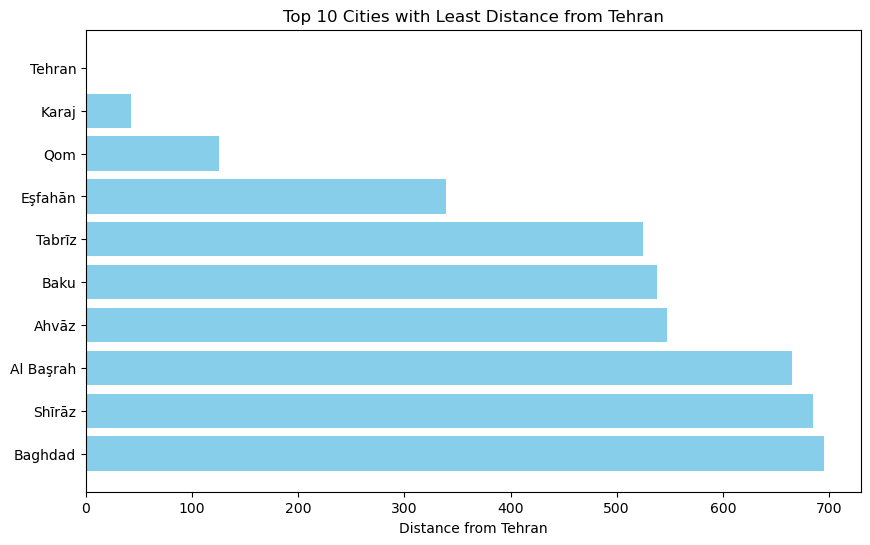 Top 10 Cities with Least Distance from Tehran
Tehran
Karaj
Qom
Eşfahān
Tabrīz
Baku
Ahvāz
Al Başrah
Shīrāz
Baghdad
0 100 200 300 400 500 600 700
Distance from Tehran